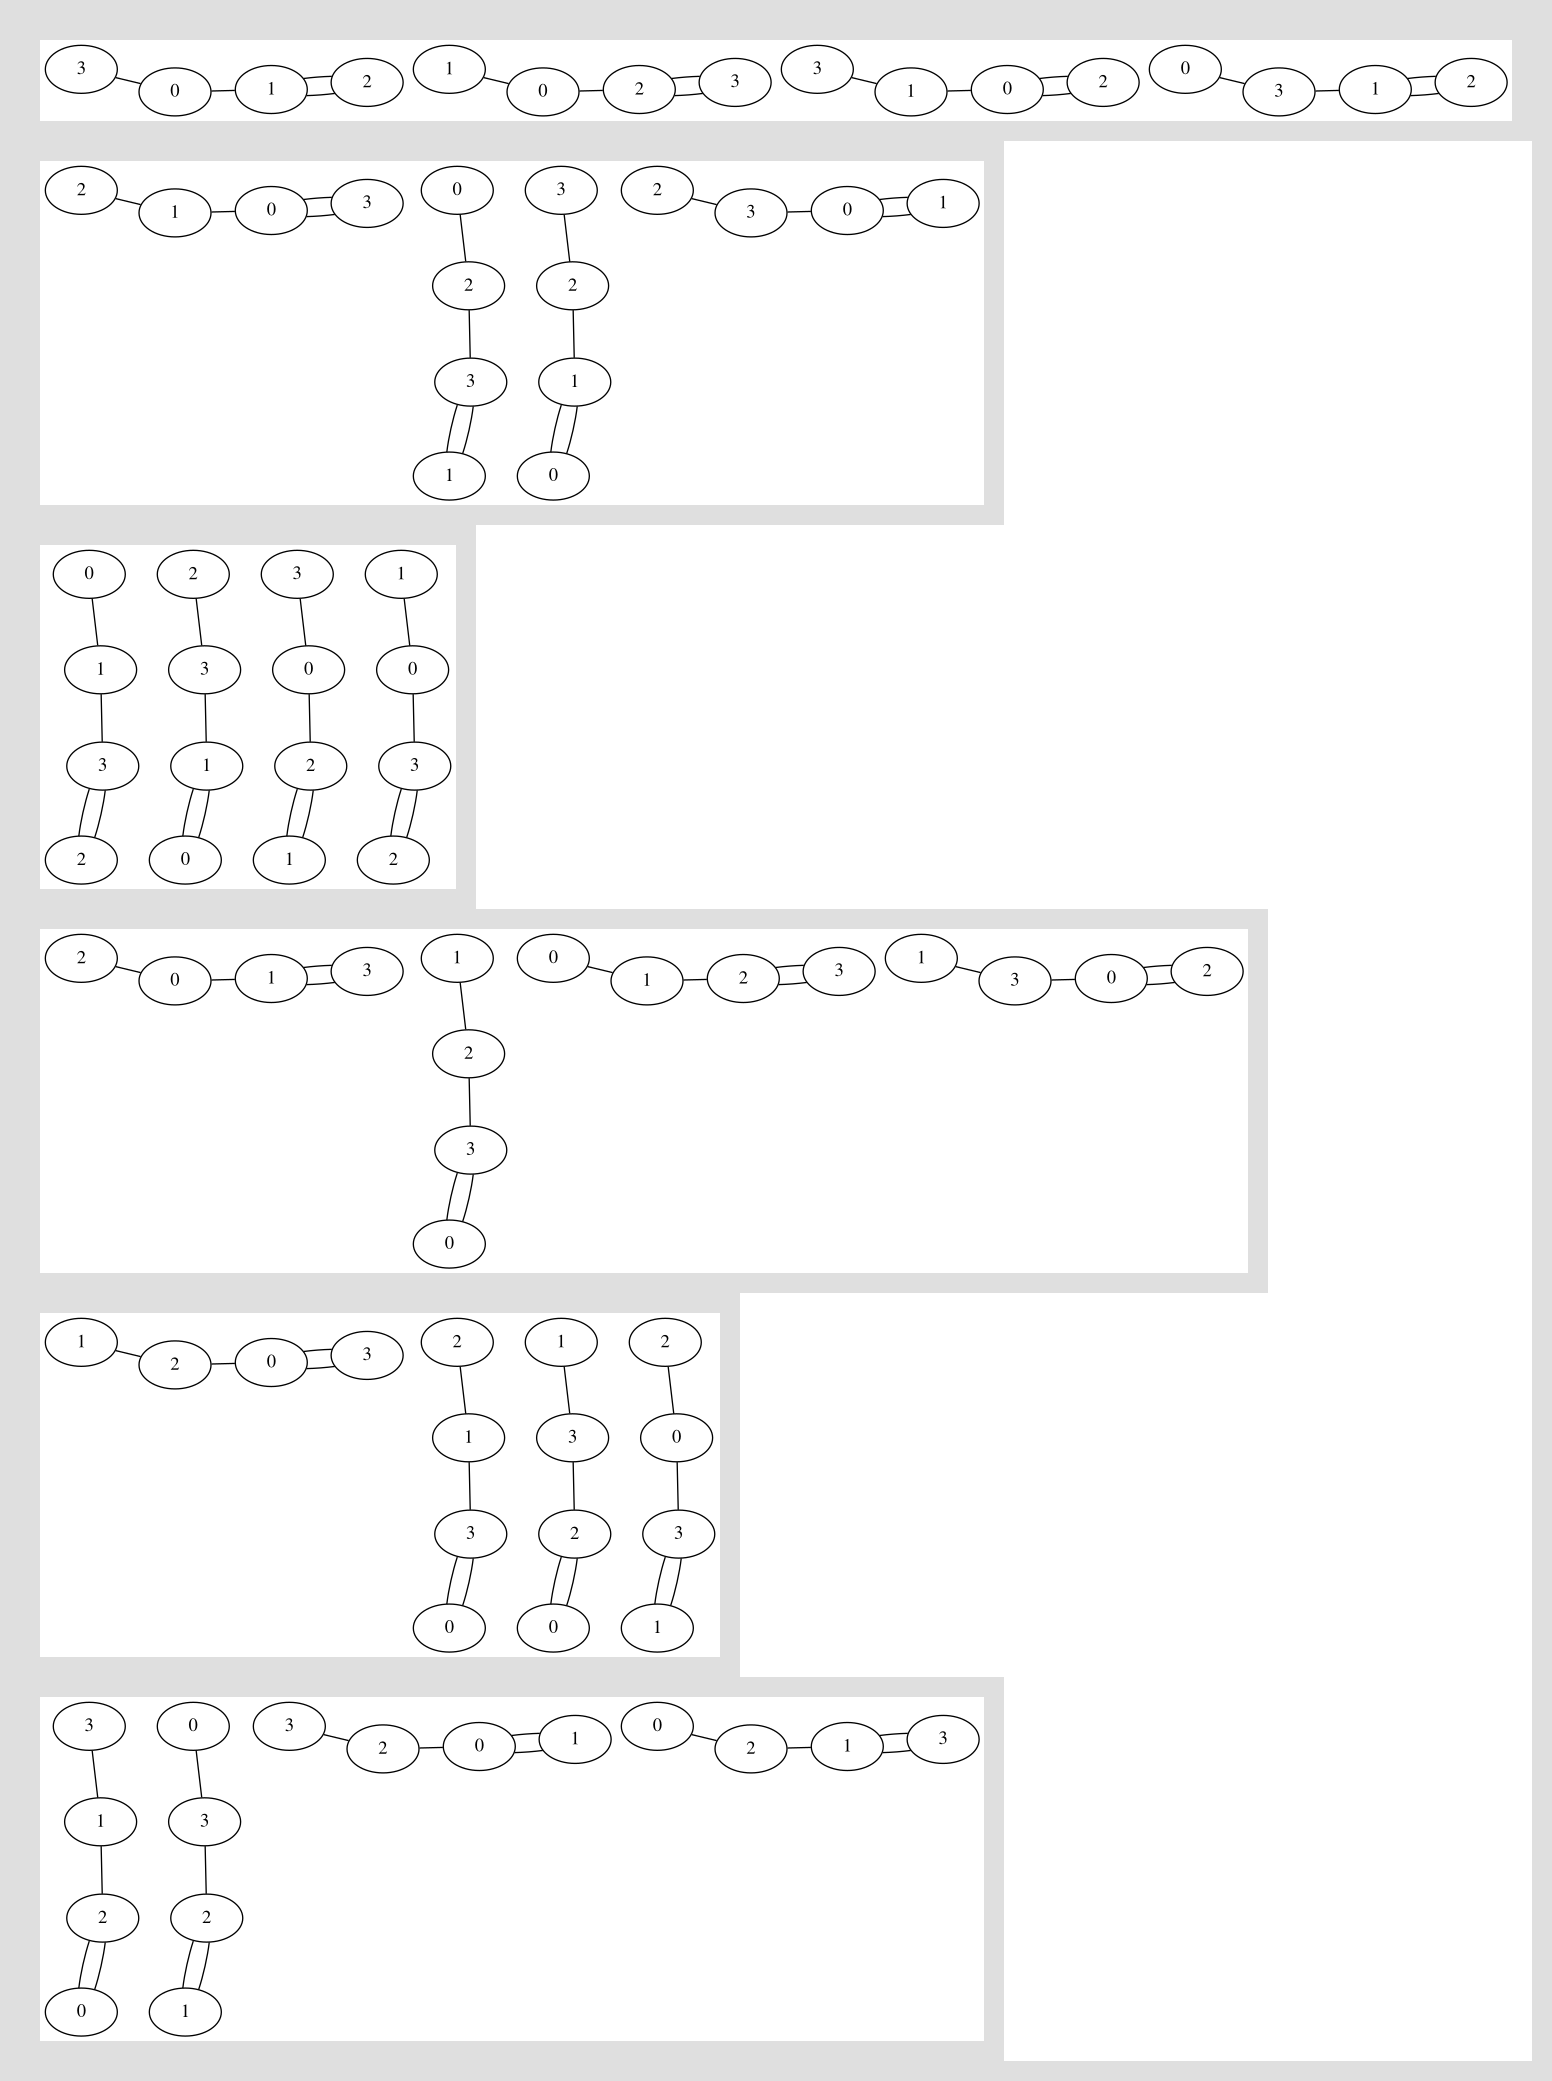 3 0 1 2 1 0 2 3 3 1 0 2 0 3 1 2
2 1 0 3 0 3 2 3 0 1
2 2
3 1
1 0
0 2 3 1
1 3 0 0
3 1 2 3
2 0 1 2
2 0 1 3 1 0 1 2 3 1 3 0 2
2
3
0
1 2 0 3 2 1 2
1 3 0
3 2 3
0 0 1
3 0 3 2 0 1 0 2 1 3
1 3
2 2
0 1